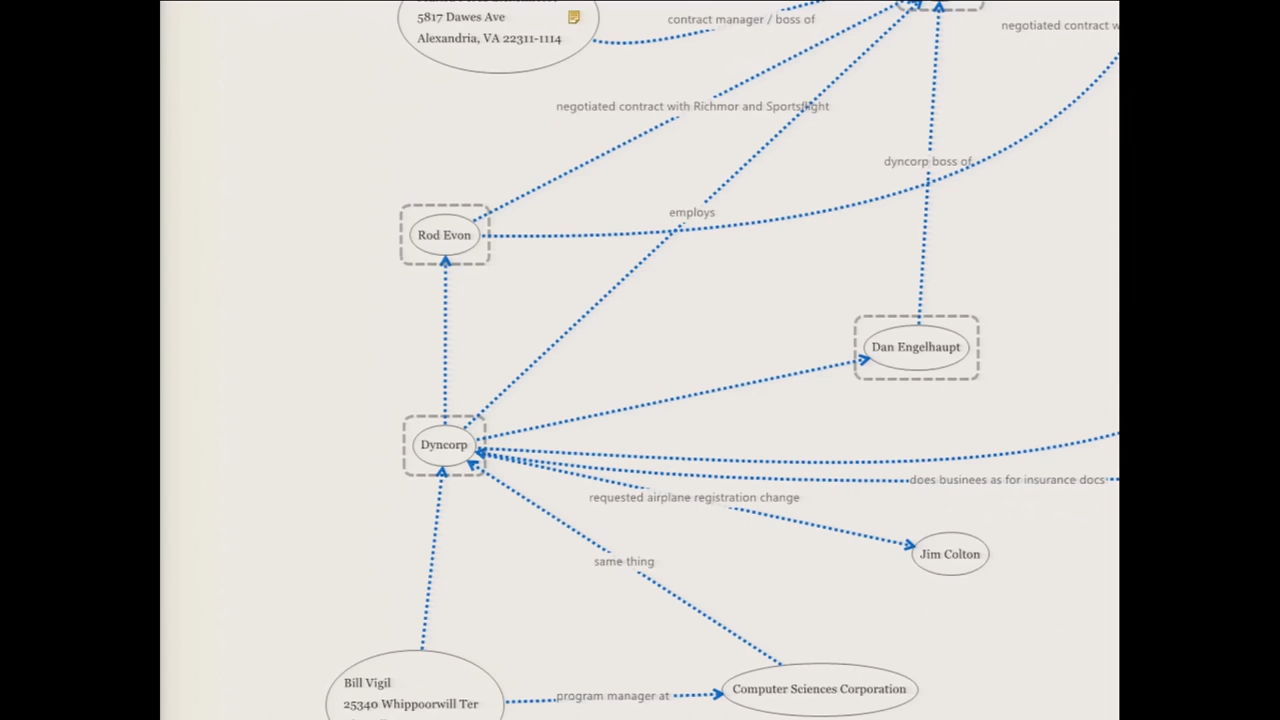 5817 Dawes Ave
Alexandria, VA 22311-1114
contract manager / boss of
negotiated contract w
negotiated contract with Richmor and Sportsflight
dyncorp boss of
employs
Rod Evon
Dan Engelhaupt
Dyncorp
does businees as for insurance docs
requested airplane registration change
Jim Colton
same thing
Bill Vigil
25340 Whippoorwill Ter
program manager at
Computer Sciences Corporation